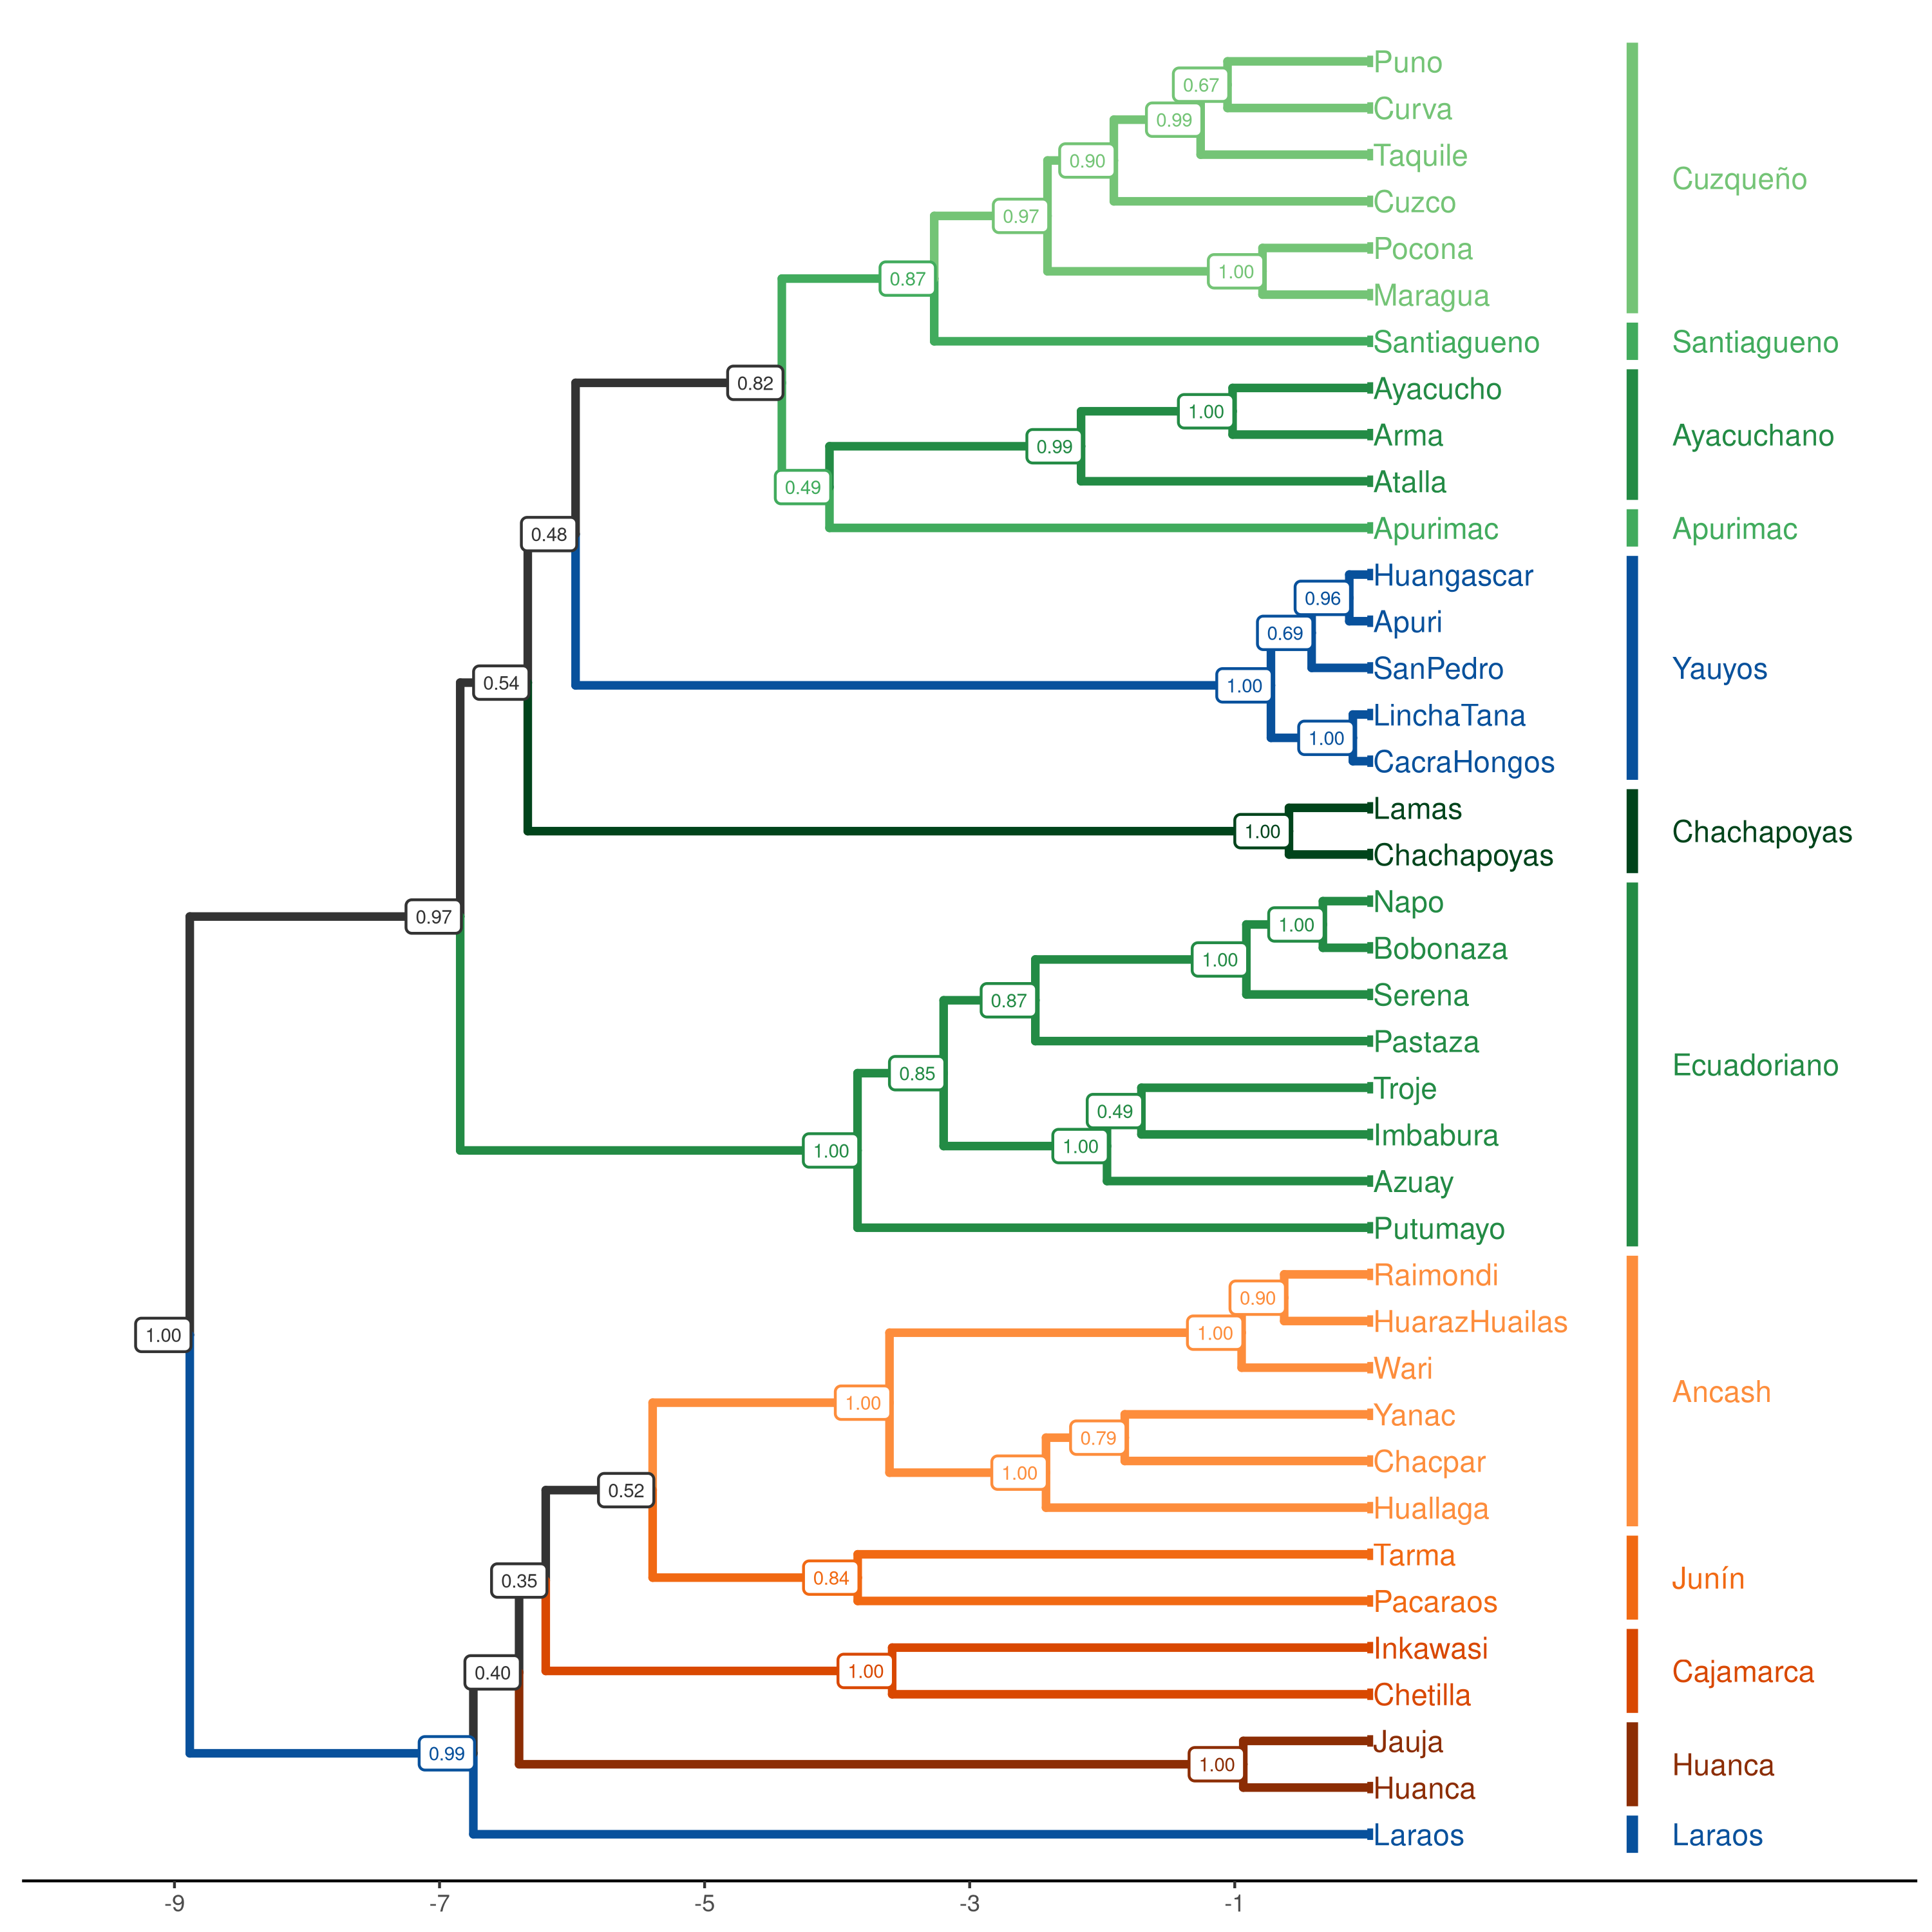 Puno
0.67
Curva
0.99
Taquile
0.90
Cuzqueño
Cuzco
0.97
Pocona
1.00
0.87
Maragua
Santiagueno
Santiagueno
0.82
Ayacucho
1.00
Arma
Ayacuchano
0.99
Atalla
0.49
Apurimac
Apurimac
0.48
Huangascar
0.96
Apuri
0.69
SanPedro
Yauyos
0.54
1.00
LinchaTana
1.00
CacraHongos
Lamas
1.00
Chachapoyas
Chachapoyas
Napo
0.97
1.00
Bobonaza
1.00
Serena
0.87
Pastaza
0.85
Ecuadoriano
Troje
0.49
Imbabura
1.00
1.00
Azuay
Putumayo
Raimondi
0.90
HuarazHuailas
1.00
1.00
Wari
1.00
Ancash
Yanac
0.79
Chacpar
1.00
0.52
Huallaga
Tarma
0.35
0.84
Junín
Pacaraos
Inkawasi
0.40
1.00
Cajamarca
Chetilla
Jauja
0.99
1.00
Huanca
Huanca
Laraos
Laraos
-9 -7 -5 -3 -1